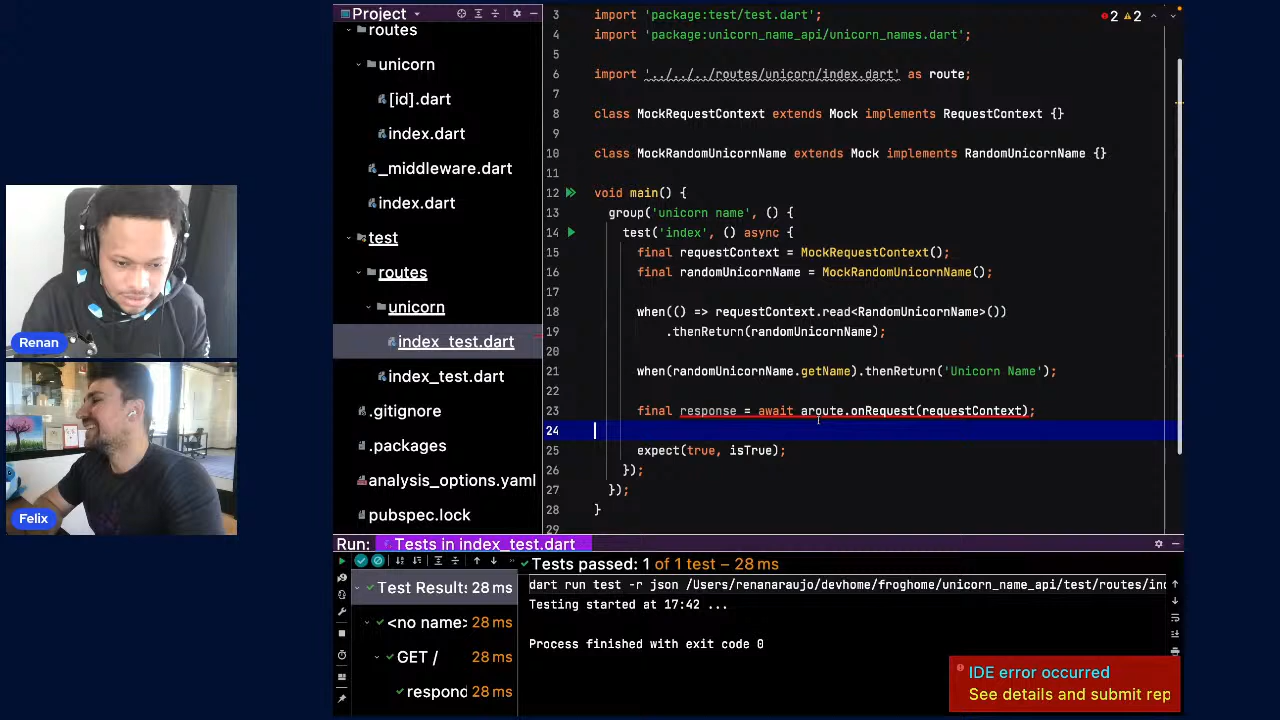 Project
routes
unicorn
[id].dart
index.dart
_middleware.dart
index.dart
test
routes
unicorn
index_test.dart
index_test.dart
.gitignore
.packages
analysis_options.yaml
pubspec.lock
2 2
3 import 'package:test/test.dart';
4 import 'package:unicorn_name_api/unicorn_names.dart';
5
6 import '../../../routes/unicorn/index.dart' as route;
7
8 class MockRequestContext extends Mock implements RequestContext {}
9
10 class MockRandomUnicornName extends Mock implements RandomUnicornName {}
11
12 void main() {
13 group('unicorn name', () {
14 test('index', () async {
15 final requestContext = MockRequestContext();
16 final randomUnicornName = MockRandomUnicornName();
17
18 when(() => requestContext.read<RandomUnicornName>())
19 .thenReturn(randomUnicornName);
20
21 when(randomUnicornName.getName).thenReturn('Unicorn Name');
22
23 final response = await aroute.onRequest(requestContext);
24
25 expect(true, isTrue);
26 });
27 });
28 }
29
Renan
Felix
Run: Tests in index_test.dart
Tests passed: 1 of 1 test – 28 ms
Test Results 28 ms
<no name> 28 ms
GET / 28 ms
respond 28 ms
dart run test -r json /Users/renanaraujo/devhome/froghome/unicorn_name_api/test/routes/ind
Testing started at 17:42 ...
Process finished with exit code 0
IDE error occurred
See details and submit rep